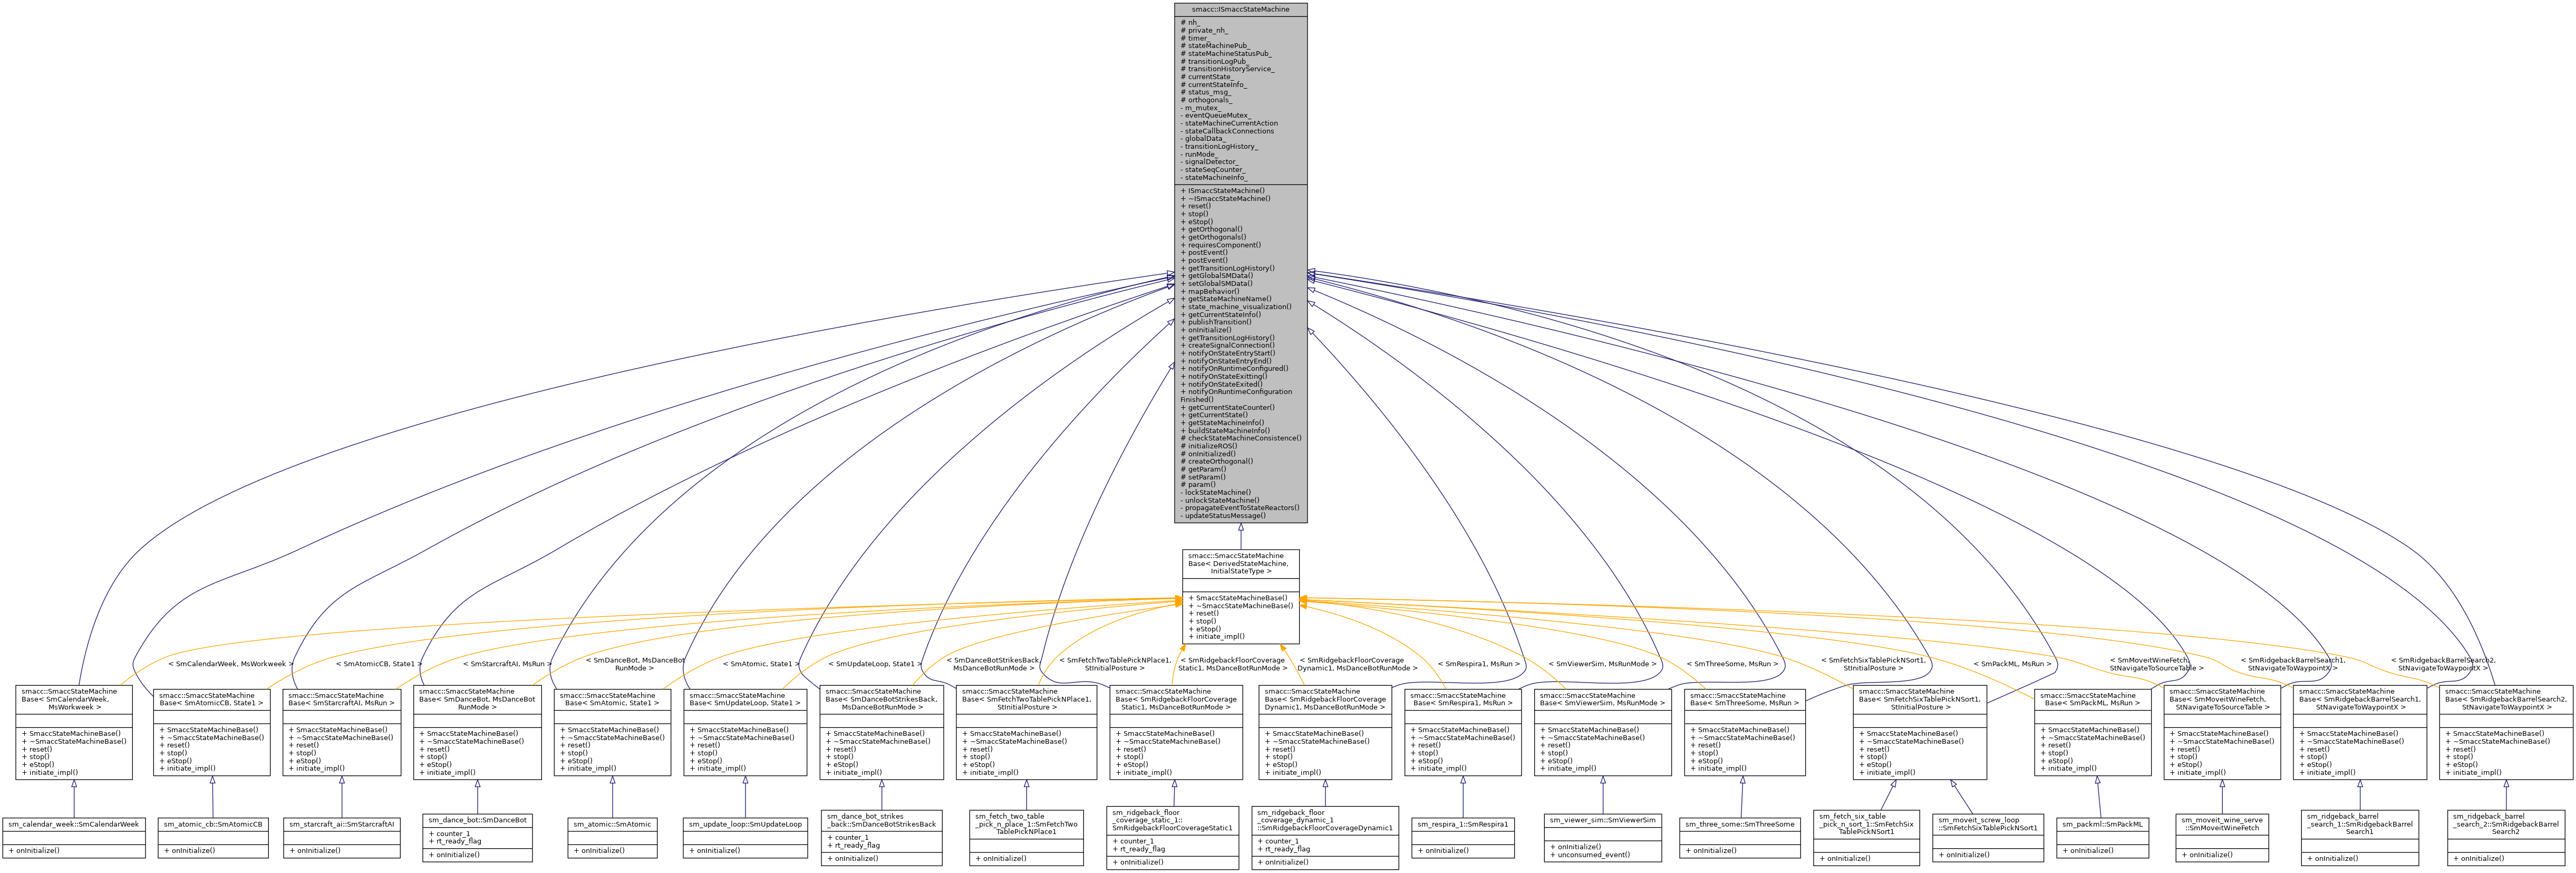 smacc::ISmaccStateMachine
# nh_
# private_nh_
# timer_
# stateMachinePub_
# stateMachineStatusPub_
# transitionLogPub_
# transitionHistoryService_
# currentState_
# currentStateInfo_
# status_msg_
# orthogonals_
- m_mutex_
- eventQueueMutex_
- stateMachineCurrentAction
- stateCallbackConnections
- globalData_
- transitionLogHistory_
- runMode_
- signalDetector_
- stateSeqCounter_
- stateMachineInfo_
+ ISmaccStateMachine()
+ ~ISmaccStateMachine()
+ reset()
+ stop()
+ eStop()
+ getOrthogonal()
+ getOrthogonals()
+ requiresComponent()
+ postEvent()
+ postEvent()
+ getTransitionLogHistory()
+ getGlobalSMData()
+ setGlobalSMData()
+ mapBehavior()
+ getStateMachineName()
+ state_machine_visualization()
+ getCurrentStateInfo()
+ publishTransition()
+ onInitialize()
+ getTransitionLogHistory()
+ createSignalConnection()
+ notifyOnStateEntryStart()
+ notifyOnStateEntryEnd()
+ notifyOnRuntimeConfigured()
+ notifyOnStateExitting()
+ notifyOnStateExited()
+ notifyOnRuntimeConfiguration
Finished()
+ getCurrentStateCounter()
+ getCurrentState()
+ getStateMachineInfo()
+ buildStateMachineInfo()
# checkStateMachineConsistence()
# initializeROS()
# onInitialized()
# createOrthogonal()
# getParam()
# setParam()
# param()
- lockStateMachine()
- unlockStateMachine()
- propagateEventToStateReactors()
- updateStatusMessage()
smacc::SmaccStateMachine
Base< DerivedStateMachine,
InitialStateType >
+ SmaccStateMachineBase()
+ ~SmaccStateMachineBase()
+ reset()
+ stop()
+ eStop()
+ initiate_impl()
< SmCalendarWeek, MsWorkweek >
< SmAtomicCB, State1 >
< SmStarcraftAI, MsRun >
< SmDanceBot, MsDanceBot
RunMode >
< SmAtomic, State1 >
< SmUpdateLoop, State1 >
< SmDanceBotStrikesBack,
MsDanceBotRunMode >
< SmFetchTwoTablePickNPlace1,
StInitialPosture >
< SmRidgebackFloorCoverage
Static1, MsDanceBotRunMode >
< SmRidgebackFloorCoverage
Dynamic1, MsDanceBotRunMode >
< SmRespira1, MsRun >
< SmViewerSim, MsRunMode >
< SmThreeSome, MsRun >
< SmFetchSixTablePickNSort1,
StInitialPosture >
< SmPackML, MsRun >
< SmMoveitWineFetch,
StNavigateToSourceTable >
< SmRidgebackBarrelSearch1,
StNavigateToWaypointX >
< SmRidgebackBarrelSearch2,
StNavigateToWaypointX >
smacc::SmaccStateMachine
Base< SmCalendarWeek,
MsWorkweek >
+ SmaccStateMachineBase()
+ ~SmaccStateMachineBase()
+ reset()
+ stop()
+ eStop()
+ initiate_impl()
smacc::SmaccStateMachine
Base< SmAtomicCB, State1 >
+ SmaccStateMachineBase()
+ ~SmaccStateMachineBase()
+ reset()
+ stop()
+ eStop()
+ initiate_impl()
smacc::SmaccStateMachine
Base< SmStarcraftAI, MsRun >
+ SmaccStateMachineBase()
+ ~SmaccStateMachineBase()
+ reset()
+ stop()
+ eStop()
+ initiate_impl()
smacc::SmaccStateMachine
Base< SmDanceBot, MsDanceBot
RunMode >
+ SmaccStateMachineBase()
+ ~SmaccStateMachineBase()
+ reset()
+ stop()
+ eStop()
+ initiate_impl()
smacc::SmaccStateMachine
Base< SmAtomic, State1 >
+ SmaccStateMachineBase()
+ ~SmaccStateMachineBase()
+ reset()
+ stop()
+ eStop()
+ initiate_impl()
smacc::SmaccStateMachine
Base< SmUpdateLoop, State1 >
+ SmaccStateMachineBase()
+ ~SmaccStateMachineBase()
+ reset()
+ stop()
+ eStop()
+ initiate_impl()
smacc::SmaccStateMachine
Base< SmDanceBotStrikesBack,
MsDanceBotRunMode >
+ SmaccStateMachineBase()
+ ~SmaccStateMachineBase()
+ reset()
+ stop()
+ eStop()
+ initiate_impl()
smacc::SmaccStateMachine
Base< SmFetchTwoTablePickNPlace1,
StInitialPosture >
+ SmaccStateMachineBase()
+ ~SmaccStateMachineBase()
+ reset()
+ stop()
+ eStop()
+ initiate_impl()
smacc::SmaccStateMachine
Base< SmRidgebackFloorCoverage
Static1, MsDanceBotRunMode >
+ SmaccStateMachineBase()
+ ~SmaccStateMachineBase()
+ reset()
+ stop()
+ eStop()
+ initiate_impl()
smacc::SmaccStateMachine
Base< SmRidgebackFloorCoverage
Dynamic1, MsDanceBotRunMode >
+ SmaccStateMachineBase()
+ ~SmaccStateMachineBase()
+ reset()
+ stop()
+ eStop()
+ initiate_impl()
smacc::SmaccStateMachine
Base< SmRespira1, MsRun >
+ SmaccStateMachineBase()
+ ~SmaccStateMachineBase()
+ reset()
+ stop()
+ eStop()
+ initiate_impl()
smacc::SmaccStateMachine
Base< SmViewerSim, MsRunMode >
+ SmaccStateMachineBase()
+ ~SmaccStateMachineBase()
+ reset()
+ stop()
+ eStop()
+ initiate_impl()
smacc::SmaccStateMachine
Base< SmThreeSome, MsRun >
+ SmaccStateMachineBase()
+ ~SmaccStateMachineBase()
+ reset()
+ stop()
+ eStop()
+ initiate_impl()
smacc::SmaccStateMachine
Base< SmFetchSixTablePickNSort1,
StInitialPosture >
+ SmaccStateMachineBase()
+ ~SmaccStateMachineBase()
+ reset()
+ stop()
+ eStop()
+ initiate_impl()
smacc::SmaccStateMachine
Base< SmPackML, MsRun >
+ SmaccStateMachineBase()
+ ~SmaccStateMachineBase()
+ reset()
+ stop()
+ eStop()
+ initiate_impl()
smacc::SmaccStateMachine
Base< SmMoveitWineFetch,
StNavigateToSourceTable >
+ SmaccStateMachineBase()
+ ~SmaccStateMachineBase()
+ reset()
+ stop()
+ eStop()
+ initiate_impl()
smacc::SmaccStateMachine
Base< SmRidgebackBarrelSearch1,
StNavigateToWaypointX >
+ SmaccStateMachineBase()
+ ~SmaccStateMachineBase()
+ reset()
+ stop()
+ eStop()
+ initiate_impl()
smacc::SmaccStateMachine
Base< SmRidgebackBarrelSearch2,
StNavigateToWaypointX >
+ SmaccStateMachineBase()
+ ~SmaccStateMachineBase()
+ reset()
+ stop()
+ eStop()
+ initiate_impl()
sm_calendar_week::SmCalendarWeek
+ onInitialize()
sm_atomic_cb::SmAtomicCB
+ onInitialize()
sm_starcraft_ai::SmStarcraftAI
+ onInitialize()
sm_dance_bot::SmDanceBot
+ counter_1
+ rt_ready_flag
+ onInitialize()
sm_atomic::SmAtomic
+ onInitialize()
sm_update_loop::SmUpdateLoop
+ onInitialize()
sm_dance_bot_strikes
_back::SmDanceBotStrikesBack
+ counter_1
+ rt_ready_flag
+ onInitialize()
sm_fetch_two_table
_pick_n_place_1::SmFetchTwo
TablePickNPlace1
+ onInitialize()
sm_ridgeback_floor
_coverage_static_1::
SmRidgebackFloorCoverageStatic1
+ counter_1
+ rt_ready_flag
+ onInitialize()
sm_ridgeback_floor
_coverage_dynamic_1
::SmRidgebackFloorCoverageDynamic1
+ counter_1
+ rt_ready_flag
+ onInitialize()
sm_respira_1::SmRespira1
+ onInitialize()
sm_viewer_sim::SmViewerSim
+ onInitialize()
+ unconsumed_event()
sm_three_some::SmThreeSome
+ onInitialize()
sm_fetch_six_table
_pick_n_sort_1::SmFetchSix
TablePickNSort1
+ onInitialize()
sm_moveit_screw_loop
::SmFetchSixTablePickNSort1
+ onInitialize()
sm_packml::SmPackML
+ onInitialize()
sm_moveit_wine_serve
::SmMoveitWineFetch
+ onInitialize()
sm_ridgeback_barrel
_search_1::SmRidgebackBarrel
Search1
+ onInitialize()
sm_ridgeback_barrel
_search_2::SmRidgebackBarrel
Search2
+ onInitialize()